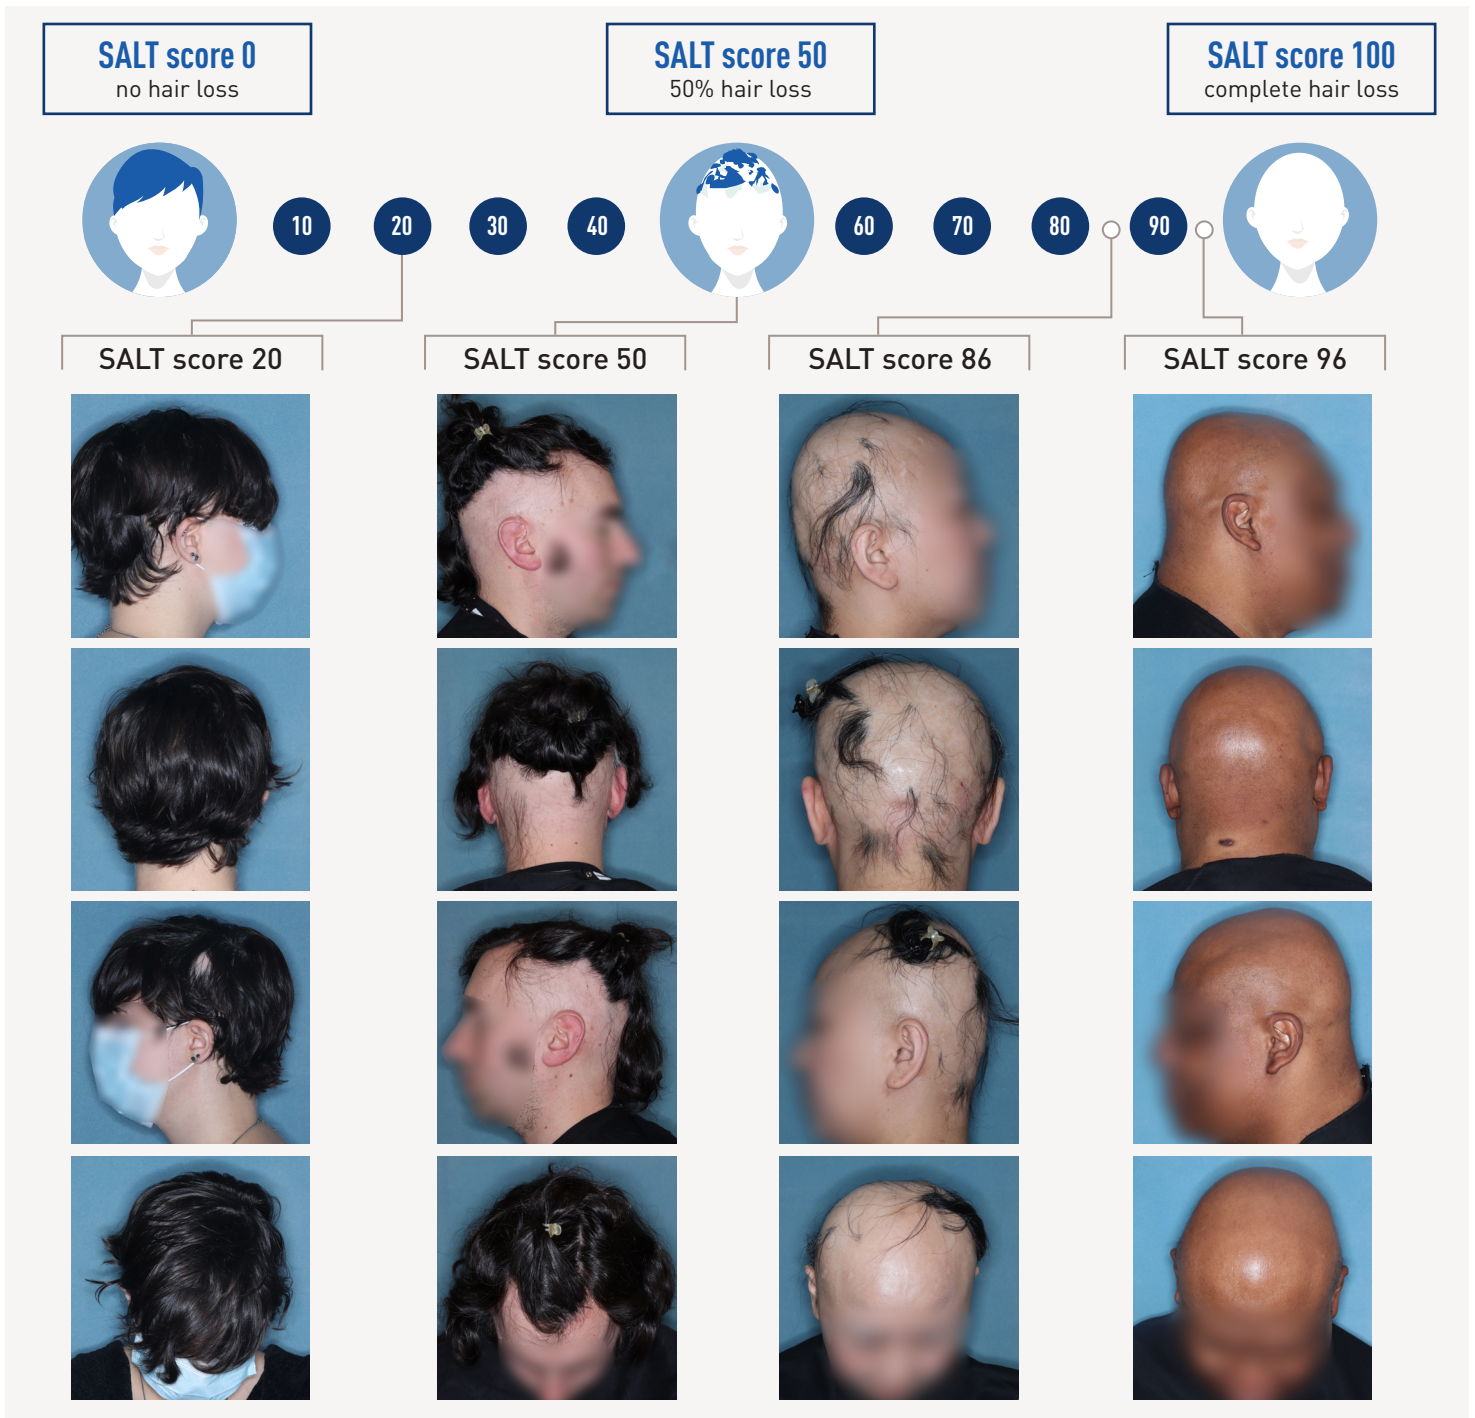 SALT score 0
no hair loss
SALT score 50
50% hair loss
SALT score 100
complete hair loss
10
20
30
40
60
70
80
90
SALT score 20
SALT score 50
SALT score 86
SALT score 96